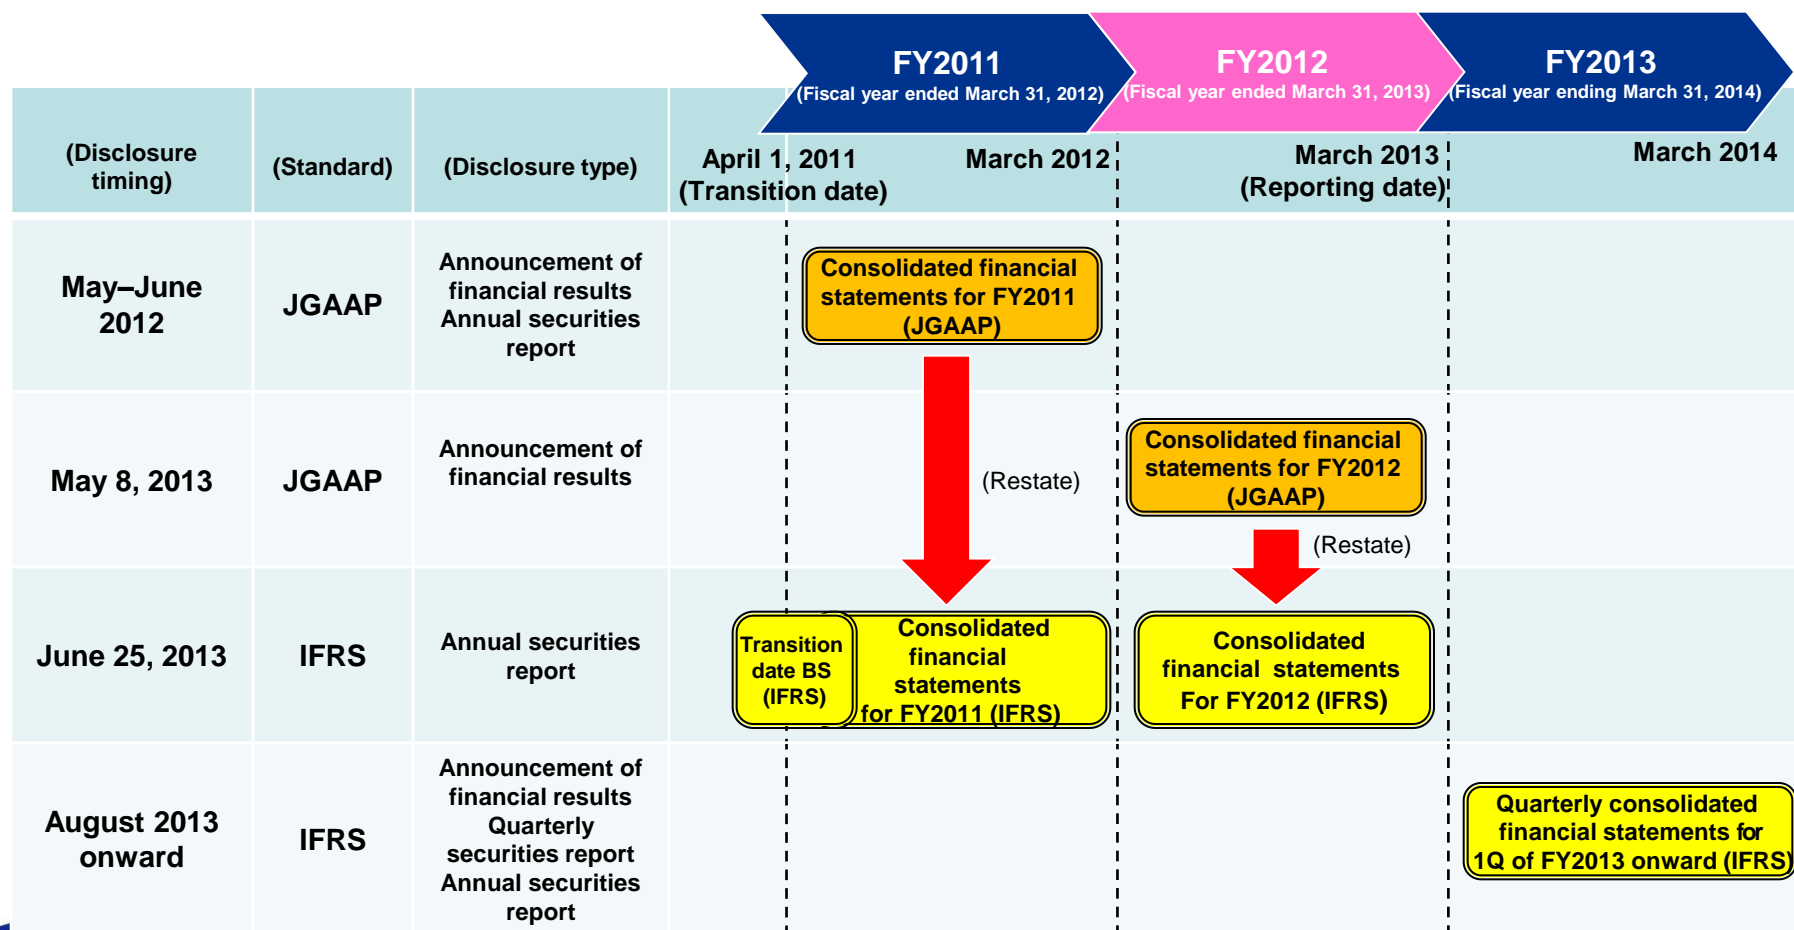 FY2011
(Fiscal year ended March 31, 2012)
FY2012
(Fiscal year ended March 31, 2013)
FY2013
(Fiscal year ending March 31, 2014)
(Disclosure
timing)
(Standard)
(Disclosure type)
April 1, 2011
(Transition date)
March 2012
March 2013
(Reporting date)
March 2014
May–June
2012
JGAAP
Announcement of
financial results
Annual securities
report
Consolidated financial
statements for FY2011
(JGAAP)
May 8, 2013
JGAAP
Announcement of
financial results
(Restate)
Consolidated financial
statements for FY2012
(JGAAP)
(Restate)
June 25, 2013
IFRS
Annual securities
report
Transition
date BS
(IFRS)
Consolidated
financial
statements
for FY2011 (IFRS)
Consolidated
financial statements
For FY2012 (IFRS)
August 2013
onward
IFRS
Announcement of
financial results
Quarterly
securities report
Annual securities
report
Quarterly consolidated
financial statements for
1Q of FY2013 onward (IFRS)